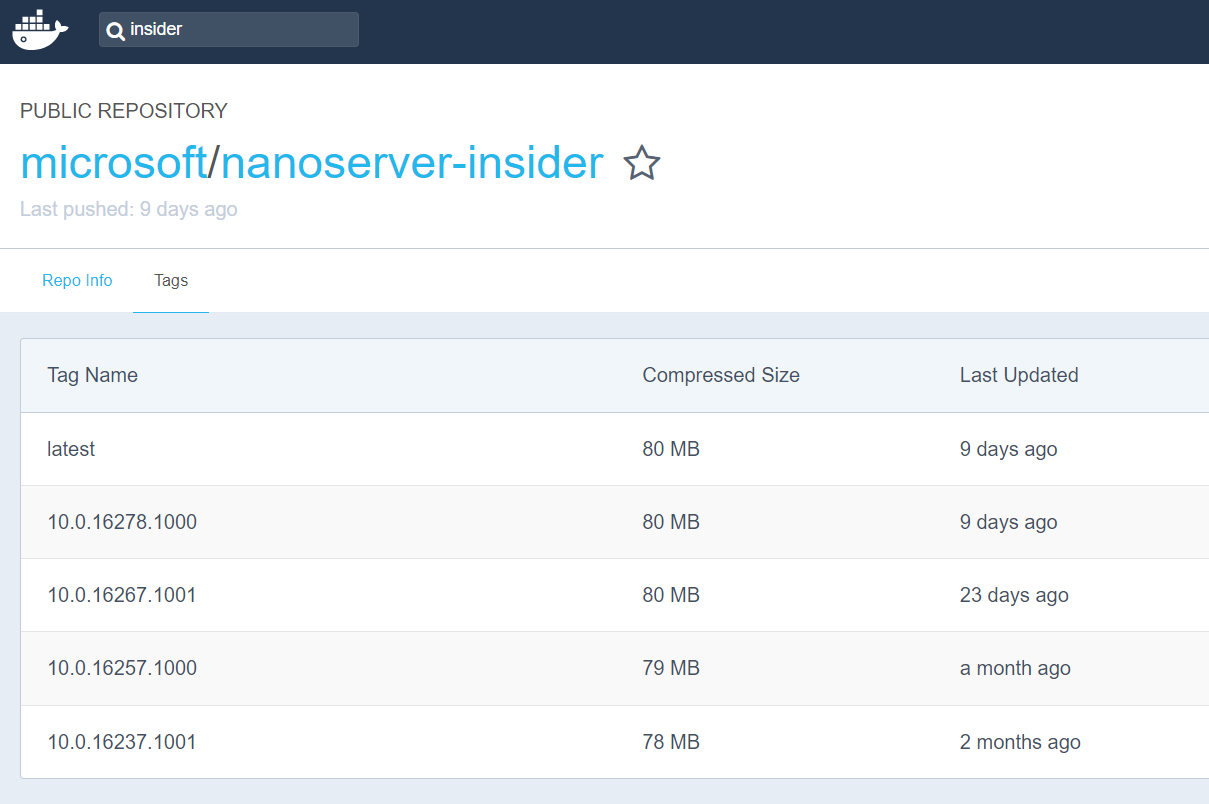 insider
PUBLIC REPOSITORY
microsoft/nanoserver-insider
Last pushed: 9 days ago
Repo Info Tags
Tag Name Compressed Size Last Updated
latest 80 MB 9 days ago
10.0.16278.1000 80 MB 9 days ago
10.0.16267.1001 80 MB 23 days ago
10.0.16257.1000 79 MB a month ago
10.0.16237.1001 78 MB 2 months ago